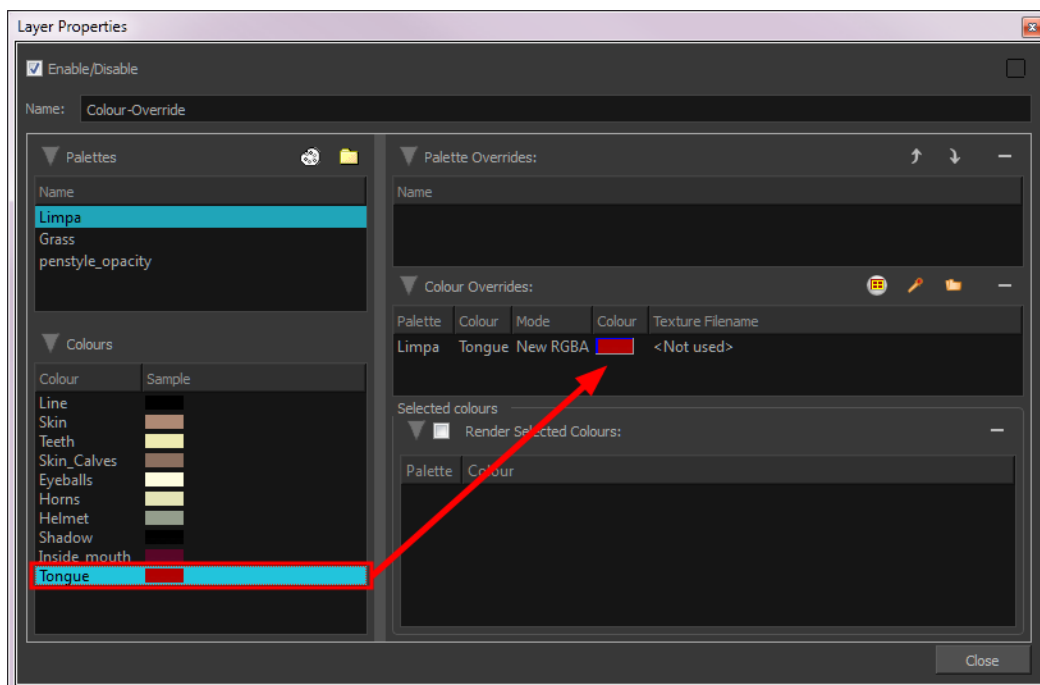 Layer Properties
Enable/Disable
Name: Colour-Override
Palettes
Name
Limpa
Grass
penstyle_opacity
Colours
Colour Sample
Line
Skin
Teeth
Skin_Calves
Eyeballs
Horns
Helmet
Shadow
Inside_mouth
Tongue
Palette Overrides:
Name
Colour Overrides:
Palette Colour Mode Colour Texture Filename
Limpa Tongue New RGBA <Not used>
Selected colours
Render Selected Colours:
Palette Colour
Close